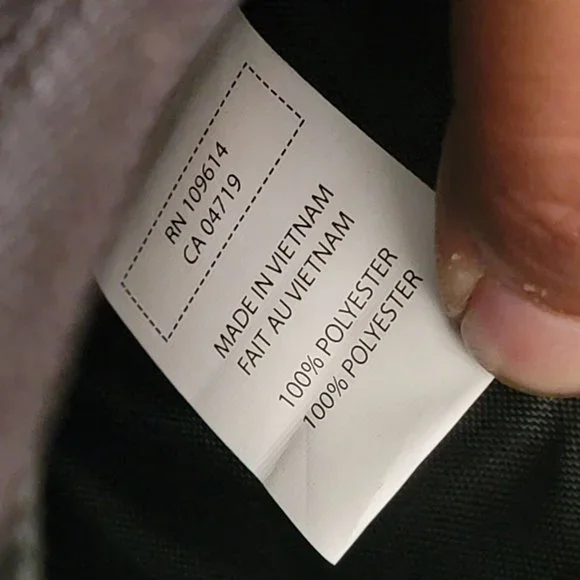 RN 109614
CA 04719
MADE IN VIETNAM
FAIT AU VIETNAM
100% POLYESTER
100% POLYESTER